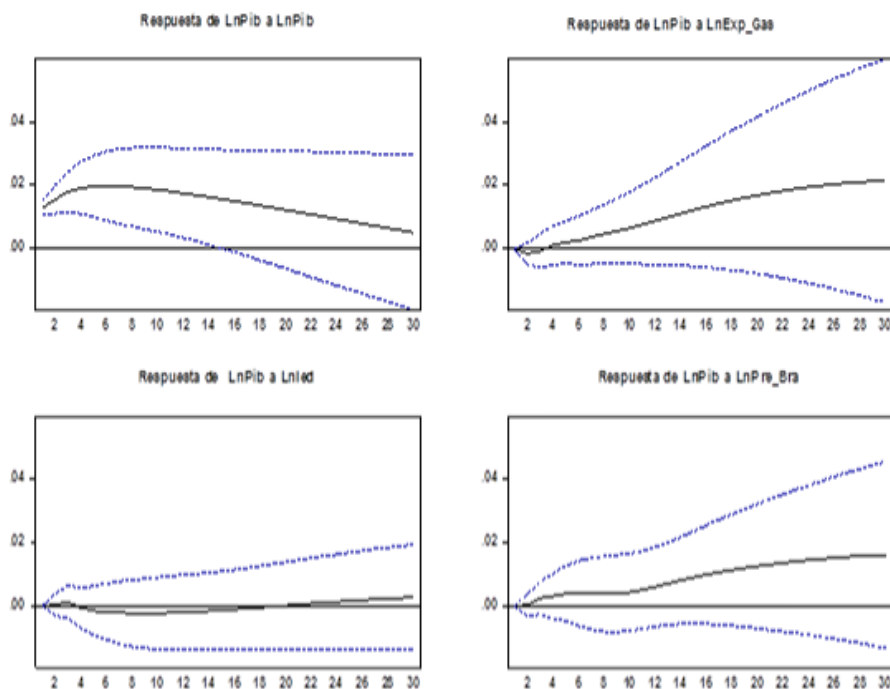 Respuesta de LnPib a LnPib
Respuesta de LnPib a LnExp_Gas
.04
.02
.00
2 4 6 8 10 12 14 16 18 20 22 24 26 28 30
.04
.02
.00
2 4 6 8 10 12 14 16 18 20 22 24 26 28 30
Respuesta de LnPib a LnIed
Respuesta de LnPib a LnPre_Bra
.04
.02
.00
2 4 6 8 10 12 14 16 18 20 22 24 26 28 30
.04
.02
.00
2 4 6 8 10 12 14 16 18 20 22 24 26 28 30